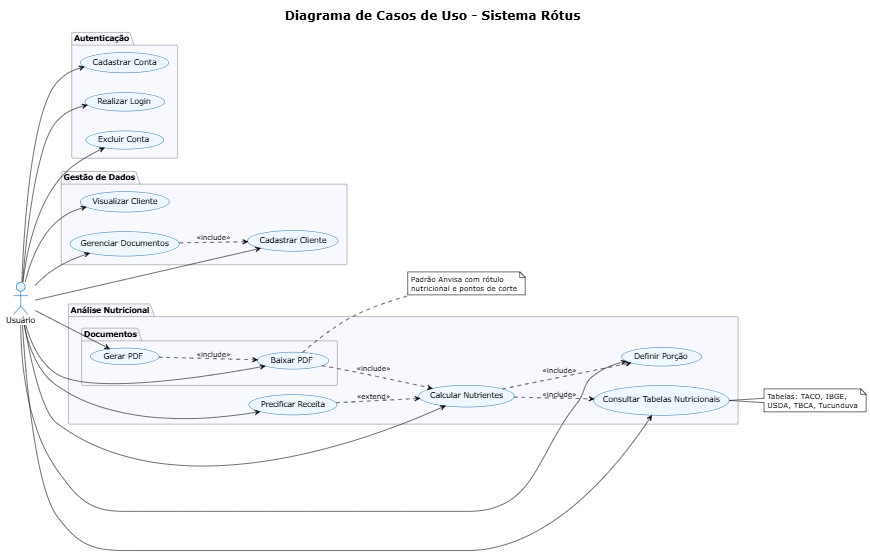 Diagrama de Casos de Uso - Sistema Rótus
Autenticação
Cadastrar Conta
Realizar Login
Excluir Conta
Gestão de Dados
Visualizar Cliente
Gerenciar Documentos
«include»
Cadastrar Cliente
Usuário
Padrão Anvisa com rótulo
nutricional e pontos de corte
Análise Nutricional
Documentos
Gerar PDF
«include»
Baixar PDF
«include»
Definir Porção
«include»
Precificar Receita
«extend»
Calcular Nutrientes
«include»
Consultar Tabelas Nutricionais
Tabelas: TACO, IBGE,
USDA, TBCA, Tucunduva